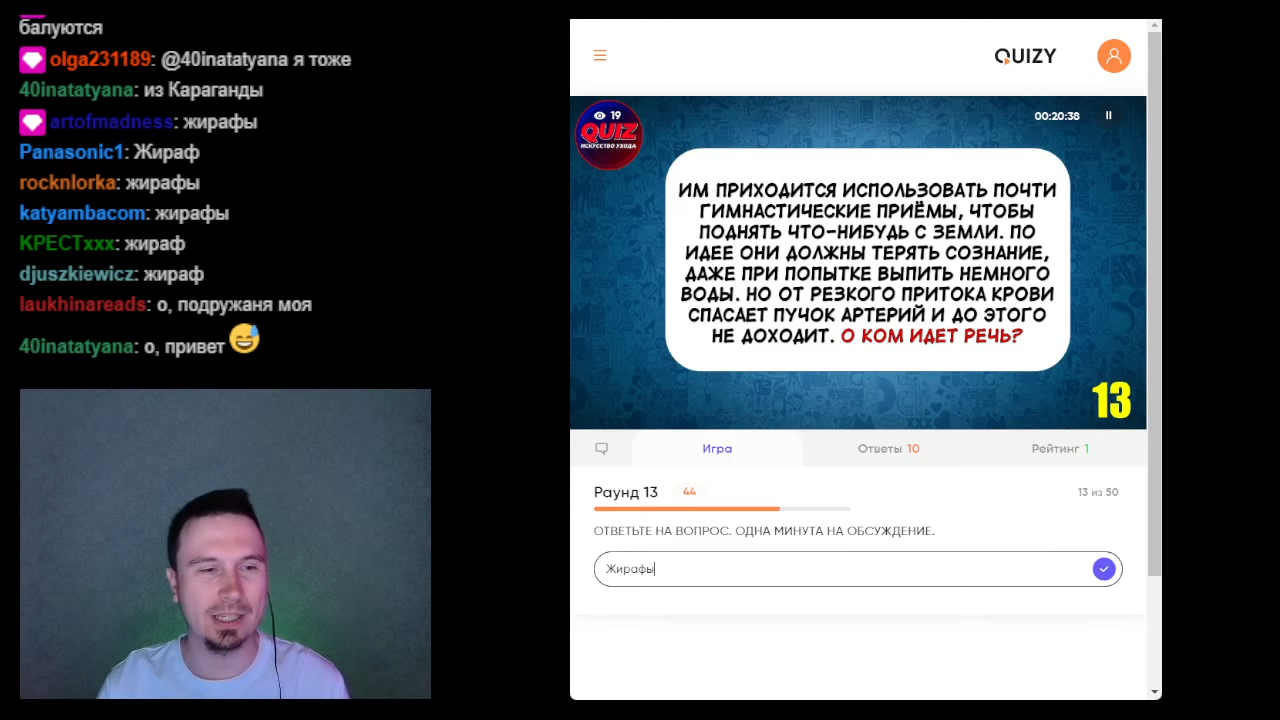 балуются
olga231189: @40inatatyana я тоже
40inatatyana: из Караганды
artofmadness: жирафы
Panasonic1: Жираф
rocknlorka: жирафы
katyambacom: жирафы
KPECTxxx: жираф
djuszkiewicz: жираф
laukhinareads: о, подружаня моя
40inatatyana: о, привет
QUIZY
19
QUIZ
ИСКУССТВО УХОДА
00:20:38
ИМ ПРИХОДИТСЯ ИСПОЛЬЗОВАТЬ ПОЧТИ
ГИМНАСТИЧЕСКИЕ ПРИЁМЫ, ЧТОБЫ
ПОДНЯТЬ ЧТО-НИБУДЬ С ЗЕМЛИ. ПО
ИДЕЕ ОНИ ДОЛЖНЫ ТЕРЯТЬ СОЗНАНИЕ,
ДАЖЕ ПРИ ПОПЫТКЕ ВЫПИТЬ НЕМНОГО
ВОДЫ. НО ОТ РЕЗКОГО ПРИТОКА КРОВИ
СПАСАЕТ ПУЧОК АРТЕРИЙ И ДО ЭТОГО
НЕ ДОХОДИТ. О КОМ ИДЕТ РЕЧЬ?
13
Игра
Ответы 10
Рейтинг 1
Раунд 13 44
13 из 50
ОТВЕТЬТЕ НА ВОПРОС. ОДНА МИНУТА НА ОБСУЖДЕНИЕ.
Жирафы